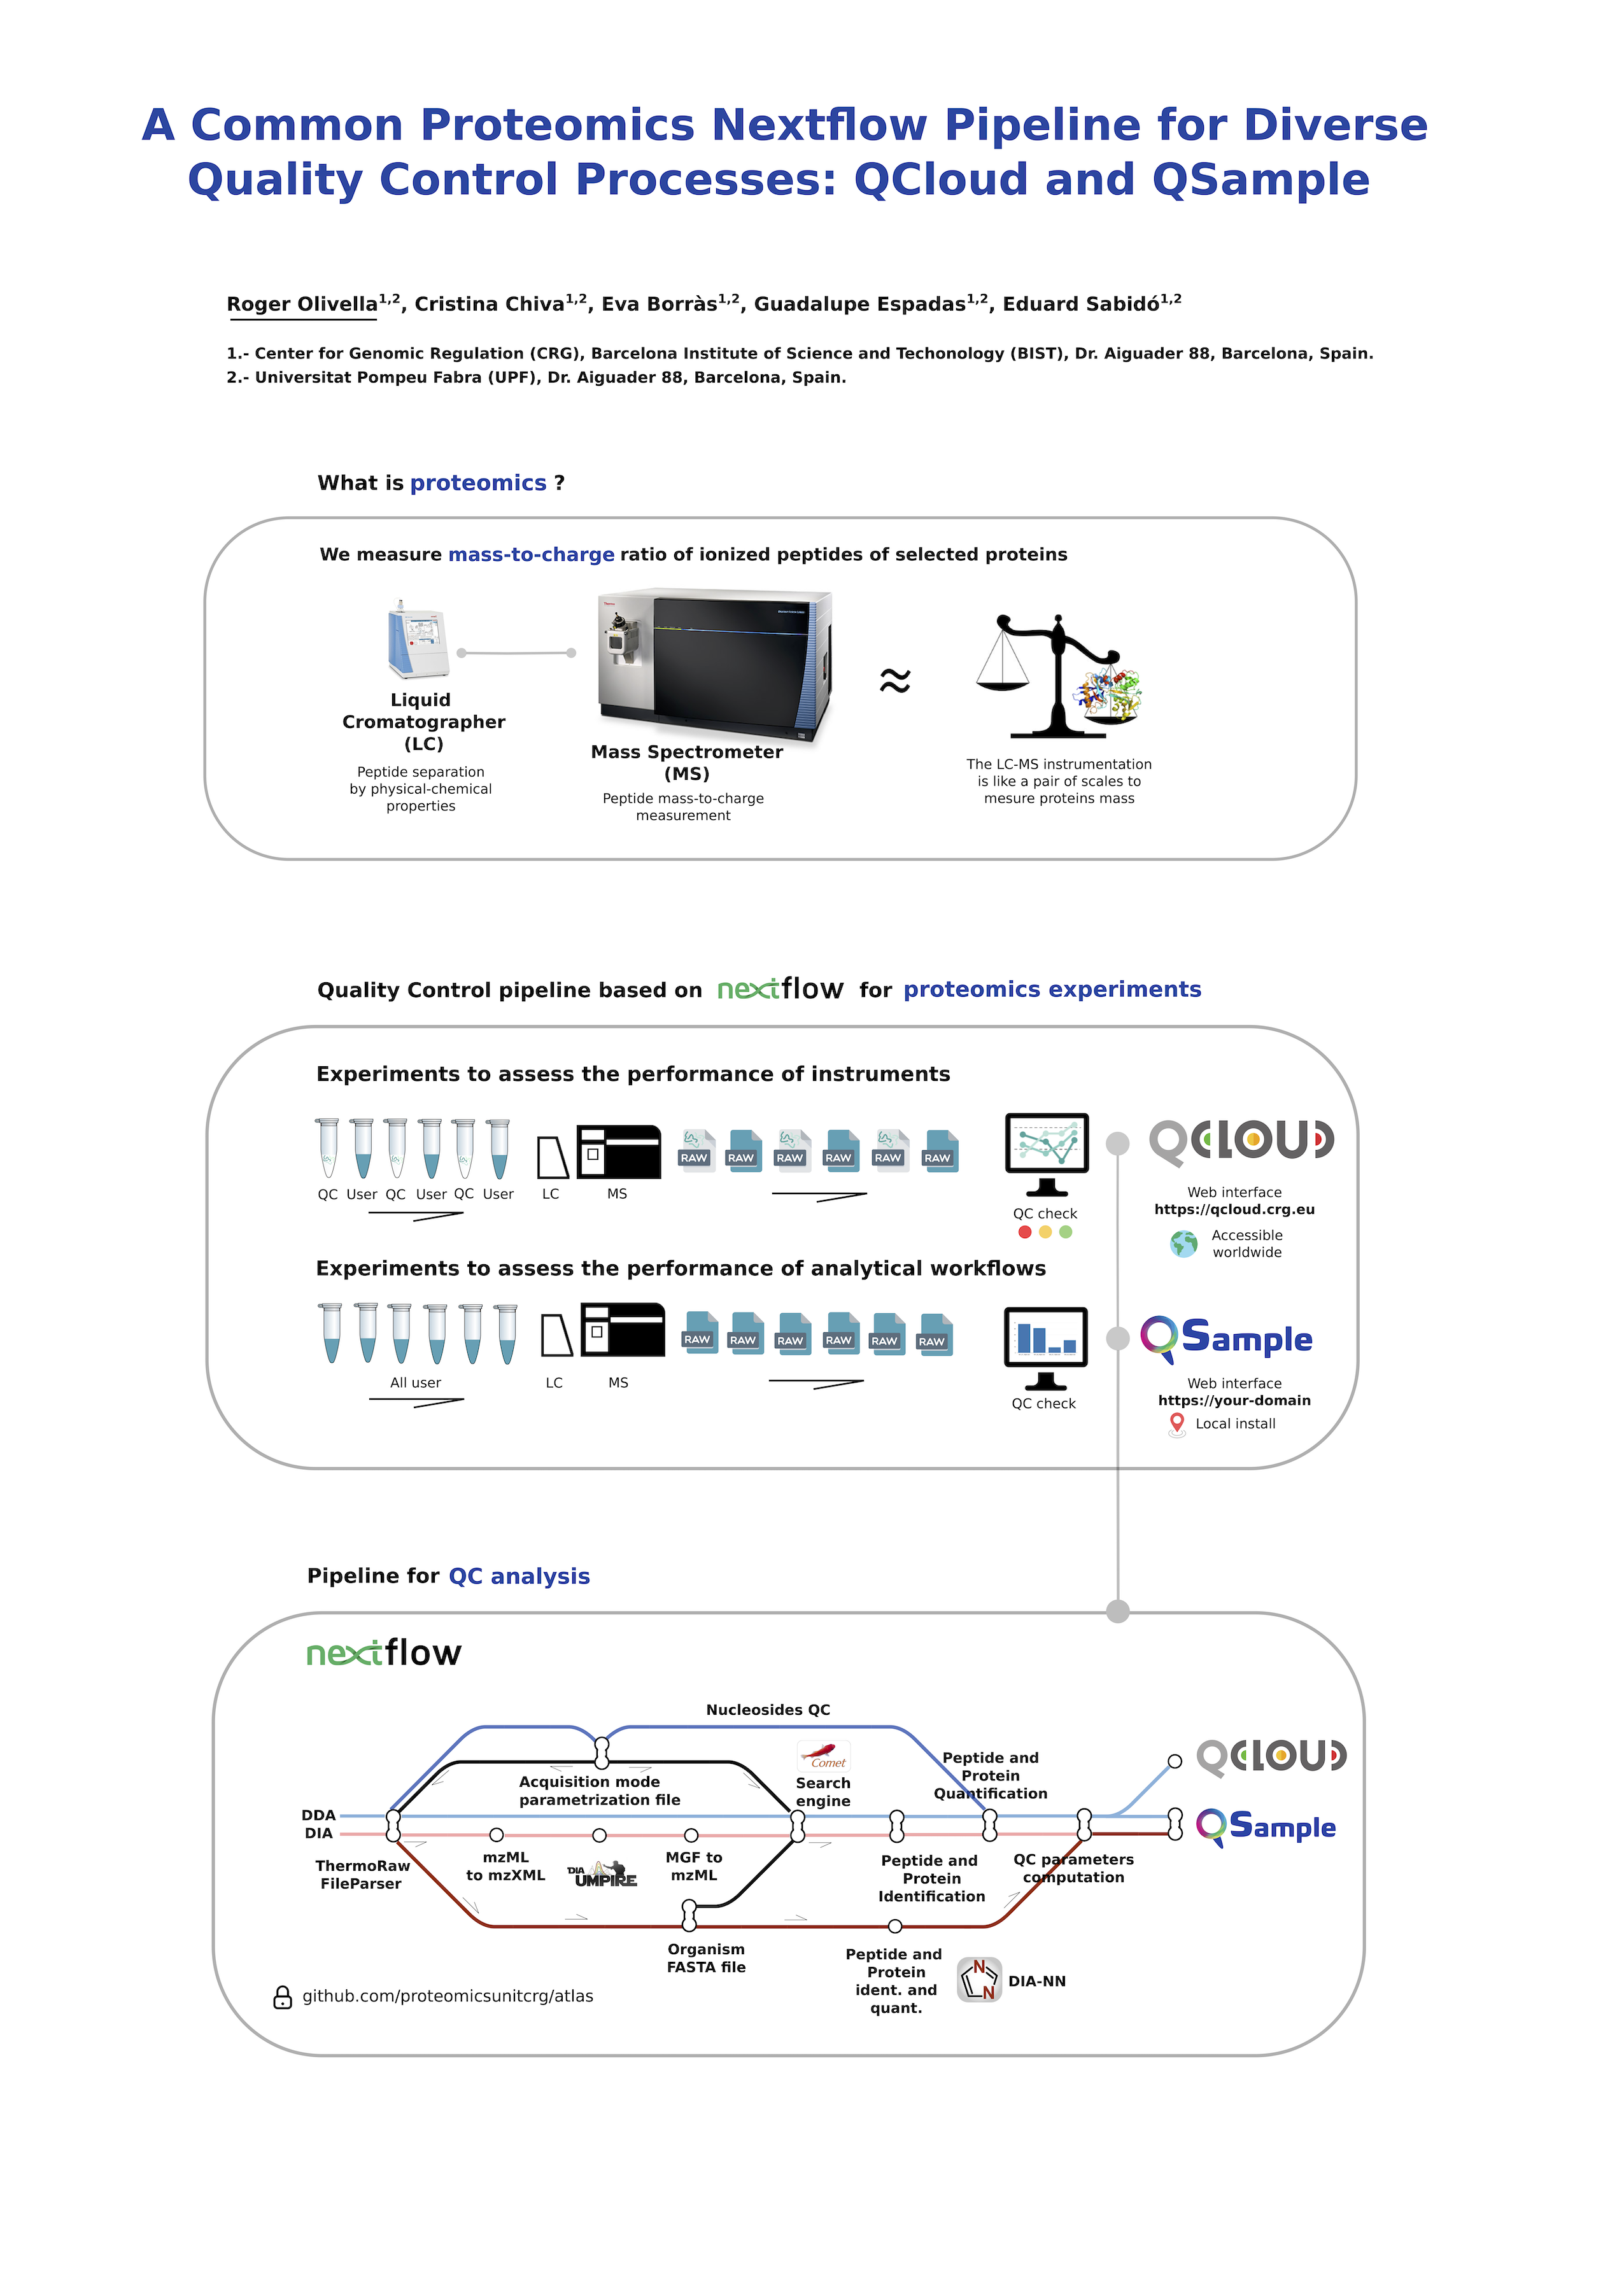 A Common Proteomics Nextflow Pipeline for Diverse
Quality Control Processes: QCloud and QSample
Roger Olivella1,2, Cristina Chiva1,2, Eva Borràs1,2, Guadalupe Espadas1,2, Eduard Sabidó1,2
1.- Center for Genomic Regulation (CRG), Barcelona Institute of Science and Techonology (BIST), Dr. Aiguader 88, Barcelona, Spain.
2.- Universitat Pompeu Fabra (UPF), Dr. Aiguader 88, Barcelona, Spain.
What is proteomics ?
We measure mass-to-charge ratio of ionized peptides of selected proteins
≈
Liquid
Cromatographer
(LC)
Peptide separation
by physical-chemical
properties
Mass Spectrometer
(MS)
Peptide mass-to-charge
measurement
The LC-MS instrumentation
is like a pair of scales to
mesure proteins mass
Quality Control pipeline based on nextflow for proteomics experiments
Experiments to assess the performance of instruments
RAW RAW RAW RAW RAW RAW
QCLOUD
QC User QC User QC User LC MS
QC check
Web interface
https://qcloud.crg.eu
Accessible
worldwide
Experiments to assess the performance of analytical workflows
RAW RAW RAW RAW RAW RAW
QSample
All user LC MS
QC check
Web interface
https://your-domain
Local install
Pipeline for QC analysis
nextflow
Nucleosides QC
Comet
Search
engine
Acquisition mode
parametrization file
Peptide and
Protein
Quantification
QCLOUD
DDA
DIA
QSample
ThermoRaw
FileParser
mzML
to mzXML
DIA
UMPIRE
MGF to
mzML
Peptide and
Protein
Identification
QC parameters
computation
Organism
FASTA file
Peptide and
Protein
ident. and
quant.
N
N
DIA-NN
github.com/proteomicsunitcrg/atlas